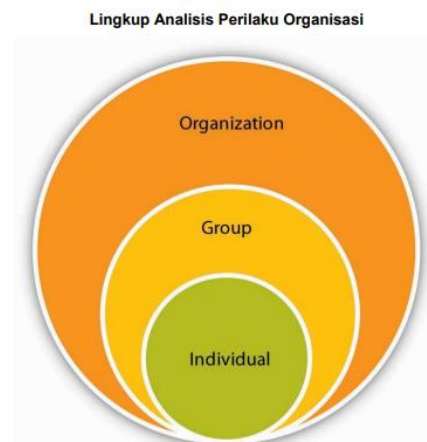 Lingkup Analisis Perilaku Organisasi
Organization
Group
Individual